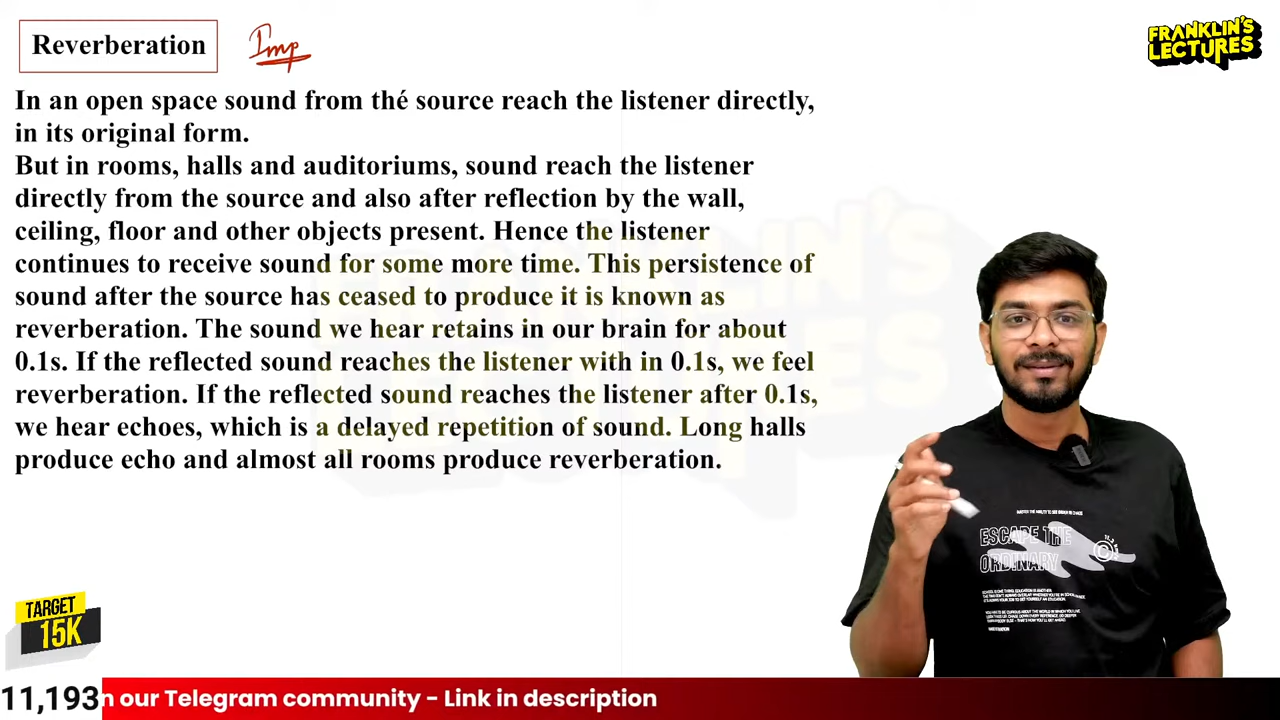 Reverberation
Imp
FRANKLIN'S
LECTURES
In an open space sound from thé source reach the listener directly,
in its original form.
But in rooms, halls and auditoriums, sound reach the listener
directly from the source and also after reflection by the wall,
ceiling, floor and other objects present. Hence the listener
continues to receive sound for some more time. This persistence of
sound after the source has ceased to produce it is known as
reverberation. The sound we hear retains in our brain for about
0.1s. If the reflected sound reaches the listener with in 0.1s, we feel
reverberation. If the reflected sound reaches the listener after 0.1s,
we hear echoes, which is a delayed repetition of sound. Long halls
produce echo and almost all rooms produce reverberation.
FRANKLIN'S
LECTURES
ESCAPE THE
ORD!NARY
TARGET
15K
11,193
n our Telegram community - Link in description